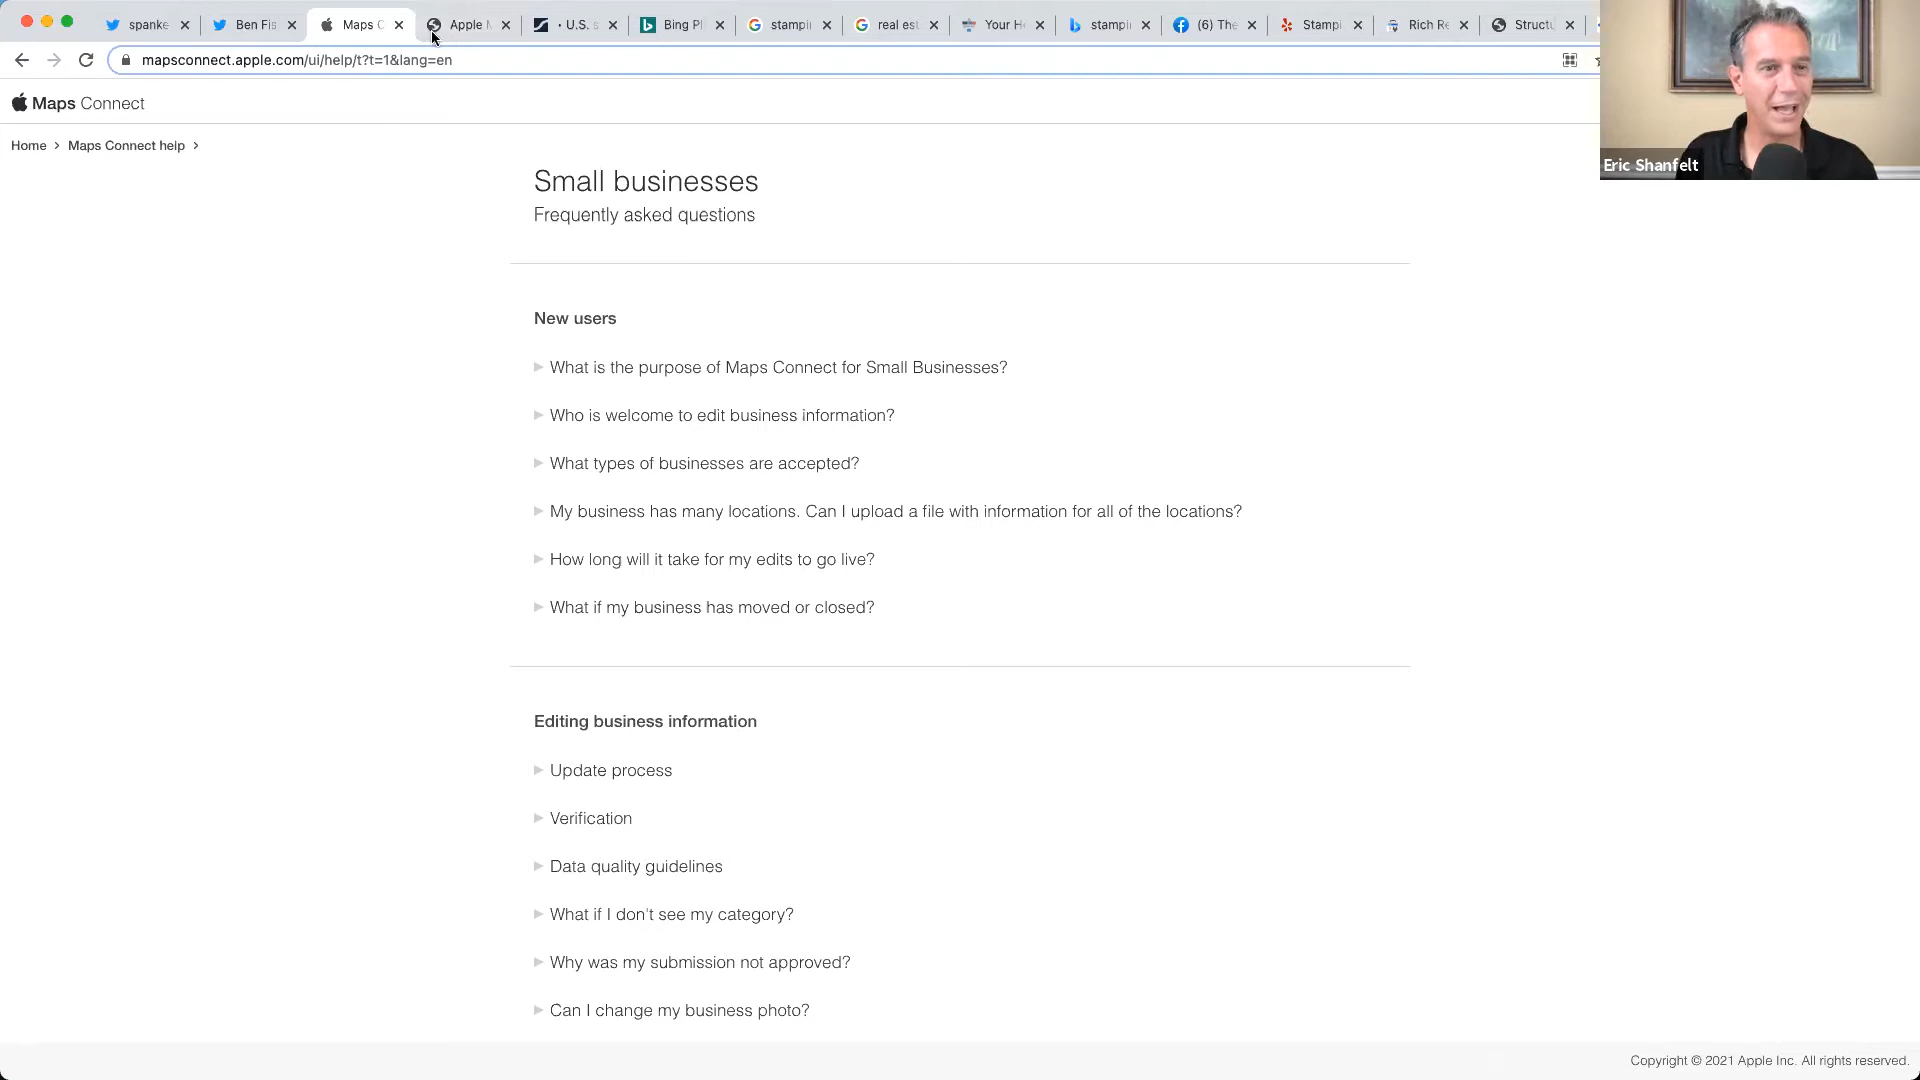 spanke
Ben Fis
Maps C
Apple M
· U.S. s
Bing Pl
stampi
real est
Your H
stampi
(6) The
Stampi
Rich Re
Structu
mapsconnect.apple.com/ui/help/t?t=1&lang=en
Maps Connect
Home > Maps Connect help >
Eric Shanfelt
Small businesses
Frequently asked questions
New users
What is the purpose of Maps Connect for Small Businesses?
Who is welcome to edit business information?
What types of businesses are accepted?
My business has many locations. Can I upload a file with information for all of the locations?
How long will it take for my edits to go live?
What if my business has moved or closed?
Editing business information
Update process
Verification
Data quality guidelines
What if I don't see my category?
Why was my submission not approved?
Can I change my business photo?
Copyright © 2021 Apple Inc. All rights reserved.